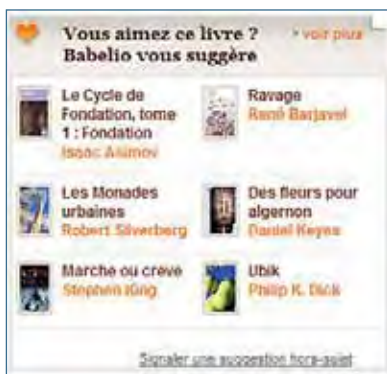 Vous aimez ce livre ?
> voir plus
Babelio vous suggère
Le Cycle de
Fondation, tome
1 : Fondation
Isaac Asimov
Ravage
René Barjavel
Les Monades
urbaines
Robert Silverberg
Des fleurs pour
algernon
Daniel Keyes
Marche ou crève
Stephen King
Ubik
Philip K. Dick
Signaler une suggestion hors-sujet